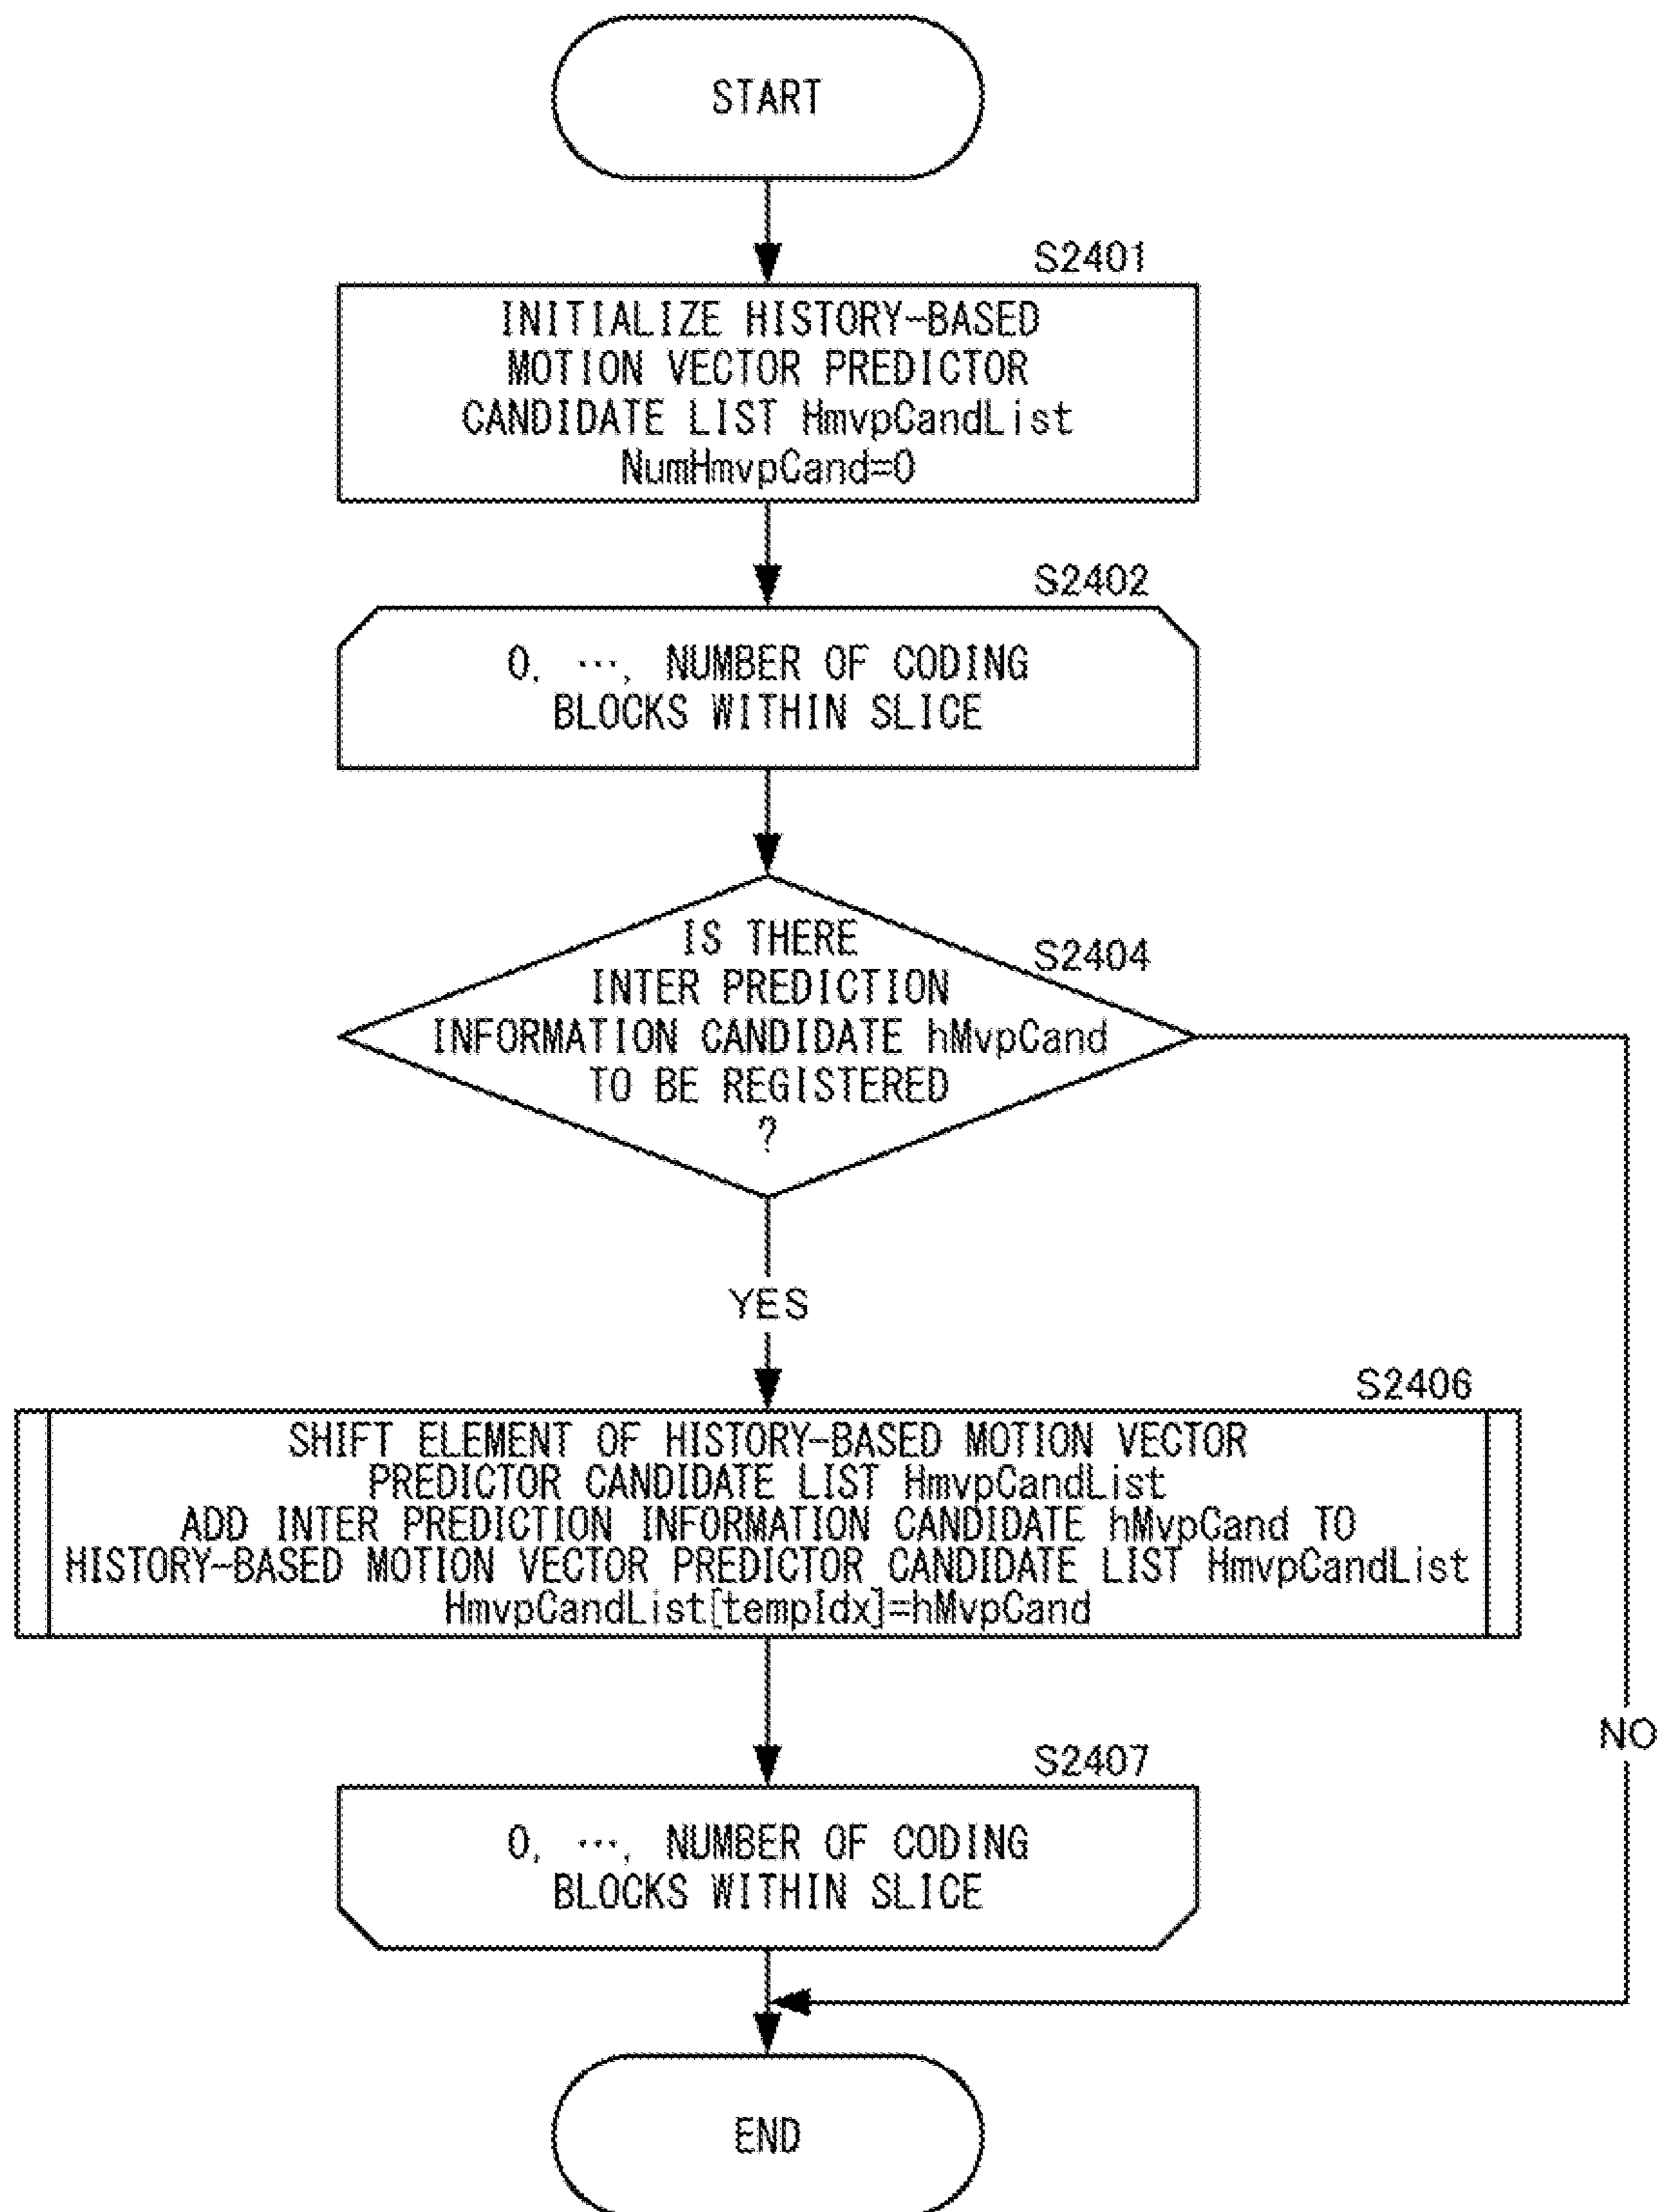 START
S2401
INITIALIZE HISTORY-BASED
MOTION VECTOR PREDICTOR
CANDIDATE LIST HmvpCandList
NumHmvpCand=0
S2402
0, ···, NUMBER OF CODING
BLOCKS WITHIN SLICE
S2404
IS THERE
INTER PREDICTION
INFORMATION CANDIDATE hMvpCand
TO BE REGISTERED
?
YES
S2406
SHIFT ELEMENT OF HISTORY-BASED MOTION VECTOR
PREDICTOR CANDIDATE LIST HmvpCandList
ADD INTER PREDICTION INFORMATION CANDIDATE hMvpCand TO
HISTORY-BASED MOTION VECTOR PREDICTOR CANDIDATE LIST HmvpCandList
HmvpCandList[tempIdx]=hMvpCand
NO
S2407
0, ···, NUMBER OF CODING
BLOCKS WITHIN SLICE
END